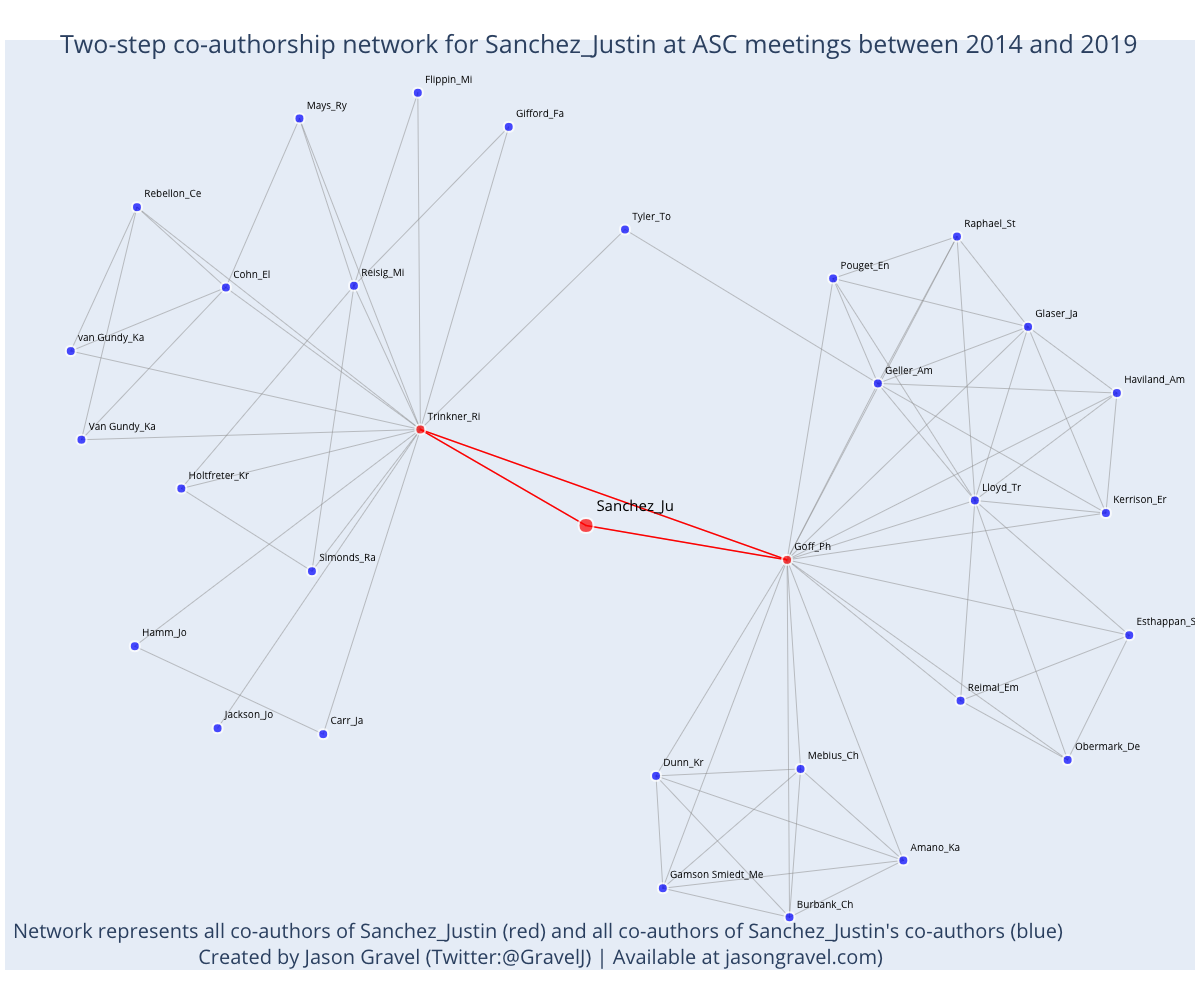 Two-step co-authorship network for Sanchez_Justin at ASC meetings between 2014 and 2019
Flippin_Mi
Mays_Ry
Gifford_Fa
Rebellon_Ce
Tyler_To
Raphael_St
Pouget_En
Cohn_El
Reisig_Mi
Glaser_Ja
van Gundy_Ka
Geller_Am
Haviland_Am
Trinkner_Ri
Van Gundy_Ka
Holtfreter_Kr
Lloyd_Tr
Kerrison_Er
Sanchez_Ju
Goff_Ph
Simonds_Ra
Esthappan_S
Hamm_Jo
Reimal_Em
Jackson_Jo
Carr_Ja
Obermark_De
Mebius_Ch
Dunn_Kr
Amano_Ka
Gamson Smiedt_Me
Burbank_Ch
Network represents all co-authors of Sanchez_Justin (red) and all co-authors of Sanchez_Justin's co-authors (blue)
Created by Jason Gravel (Twitter:@GravelJ) | Available at jasongravel.com)